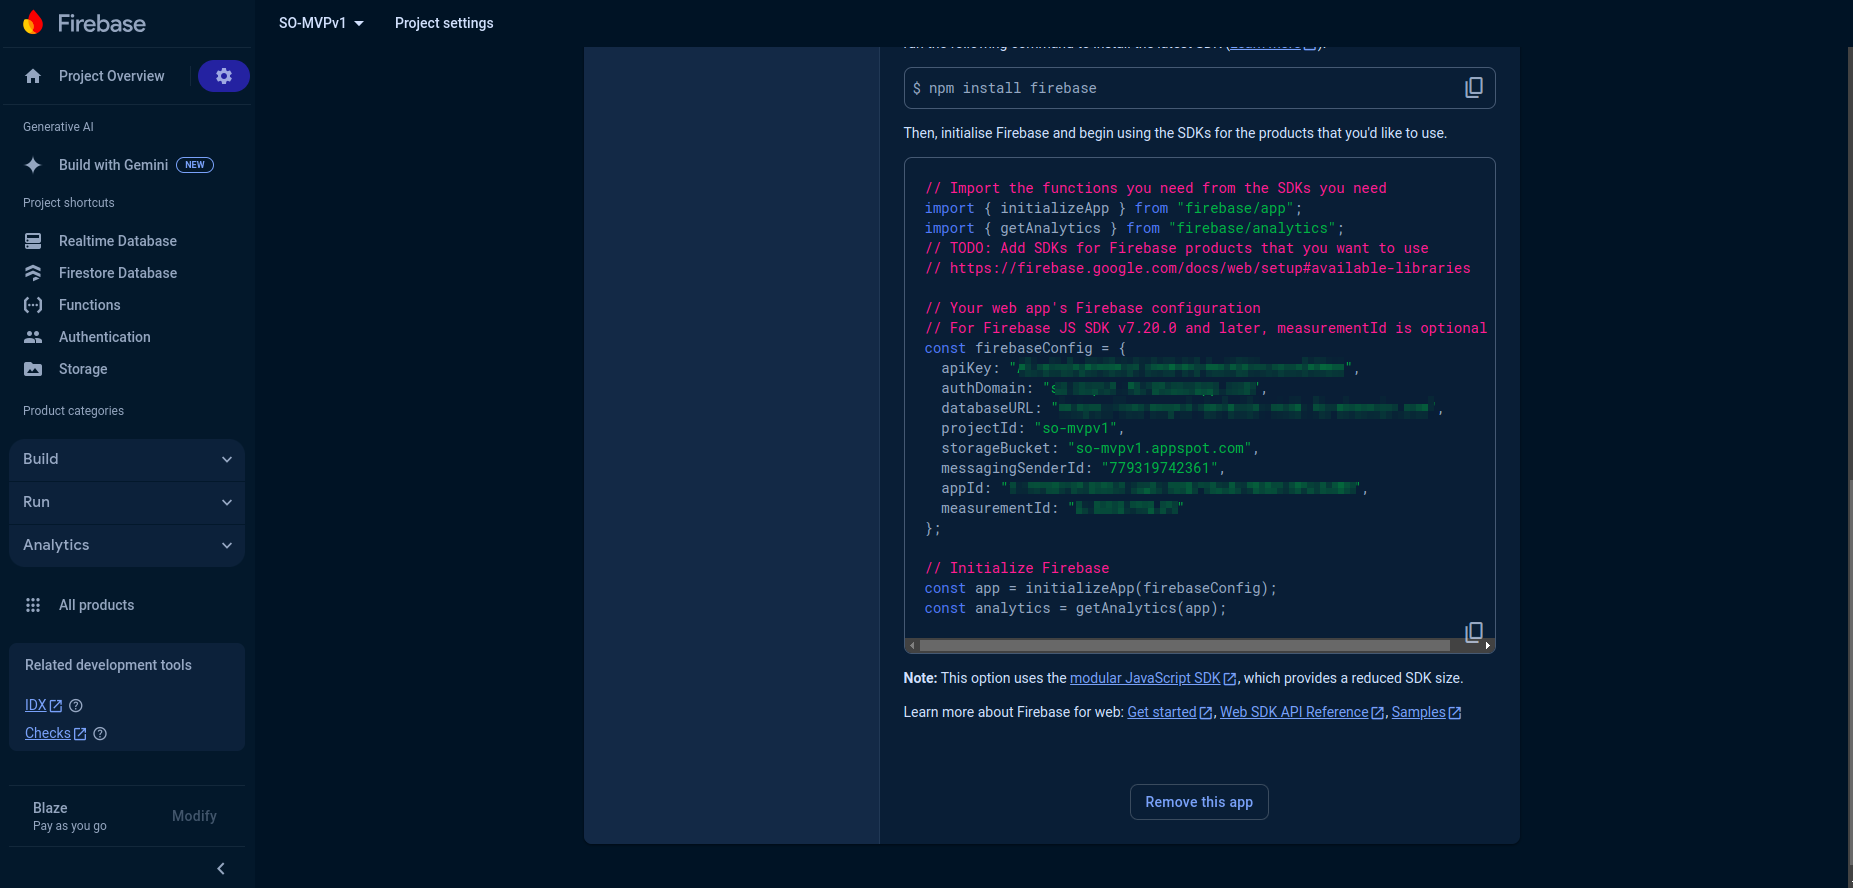 Firebase
SO-MVPv1
Project settings
Project Overview
Generative AI
Build with Gemini NEW
Project shortcuts
Realtime Database
Firestore Database
Functions
Authentication
Storage
Product categories
Build
Run
Analytics
All products
Related development tools
IDX
Checks
Blaze
Pay as you go
Modify
$ npm install firebase
Then, initialise Firebase and begin using the SDKs for the products that you'd like to use.
// Import the functions you need from the SDKs you need
import { initializeApp } from "firebase/app";
import { getAnalytics } from "firebase/analytics";
// TODO: Add SDKs for Firebase products that you want to use
// https://firebase.google.com/docs/web/setup#available-libraries
// Your web app's Firebase configuration
// For Firebase JS SDK v7.20.0 and later, measurementId is optional
const firebaseConfig = {
apiKey: "",
authDomain: "",
databaseURL: "",
projectId: "so-mvpv1",
storageBucket: "so-mvpv1.appspot.com",
messagingSenderId: "779319742361",
appId: "",
measurementId: ""
};
// Initialize Firebase
const app = initializeApp(firebaseConfig);
const analytics = getAnalytics(app);
Note: This option uses the modular JavaScript SDK, which provides a reduced SDK size.
Learn more about Firebase for web: Get started, Web SDK API Reference, Samples
Remove this app